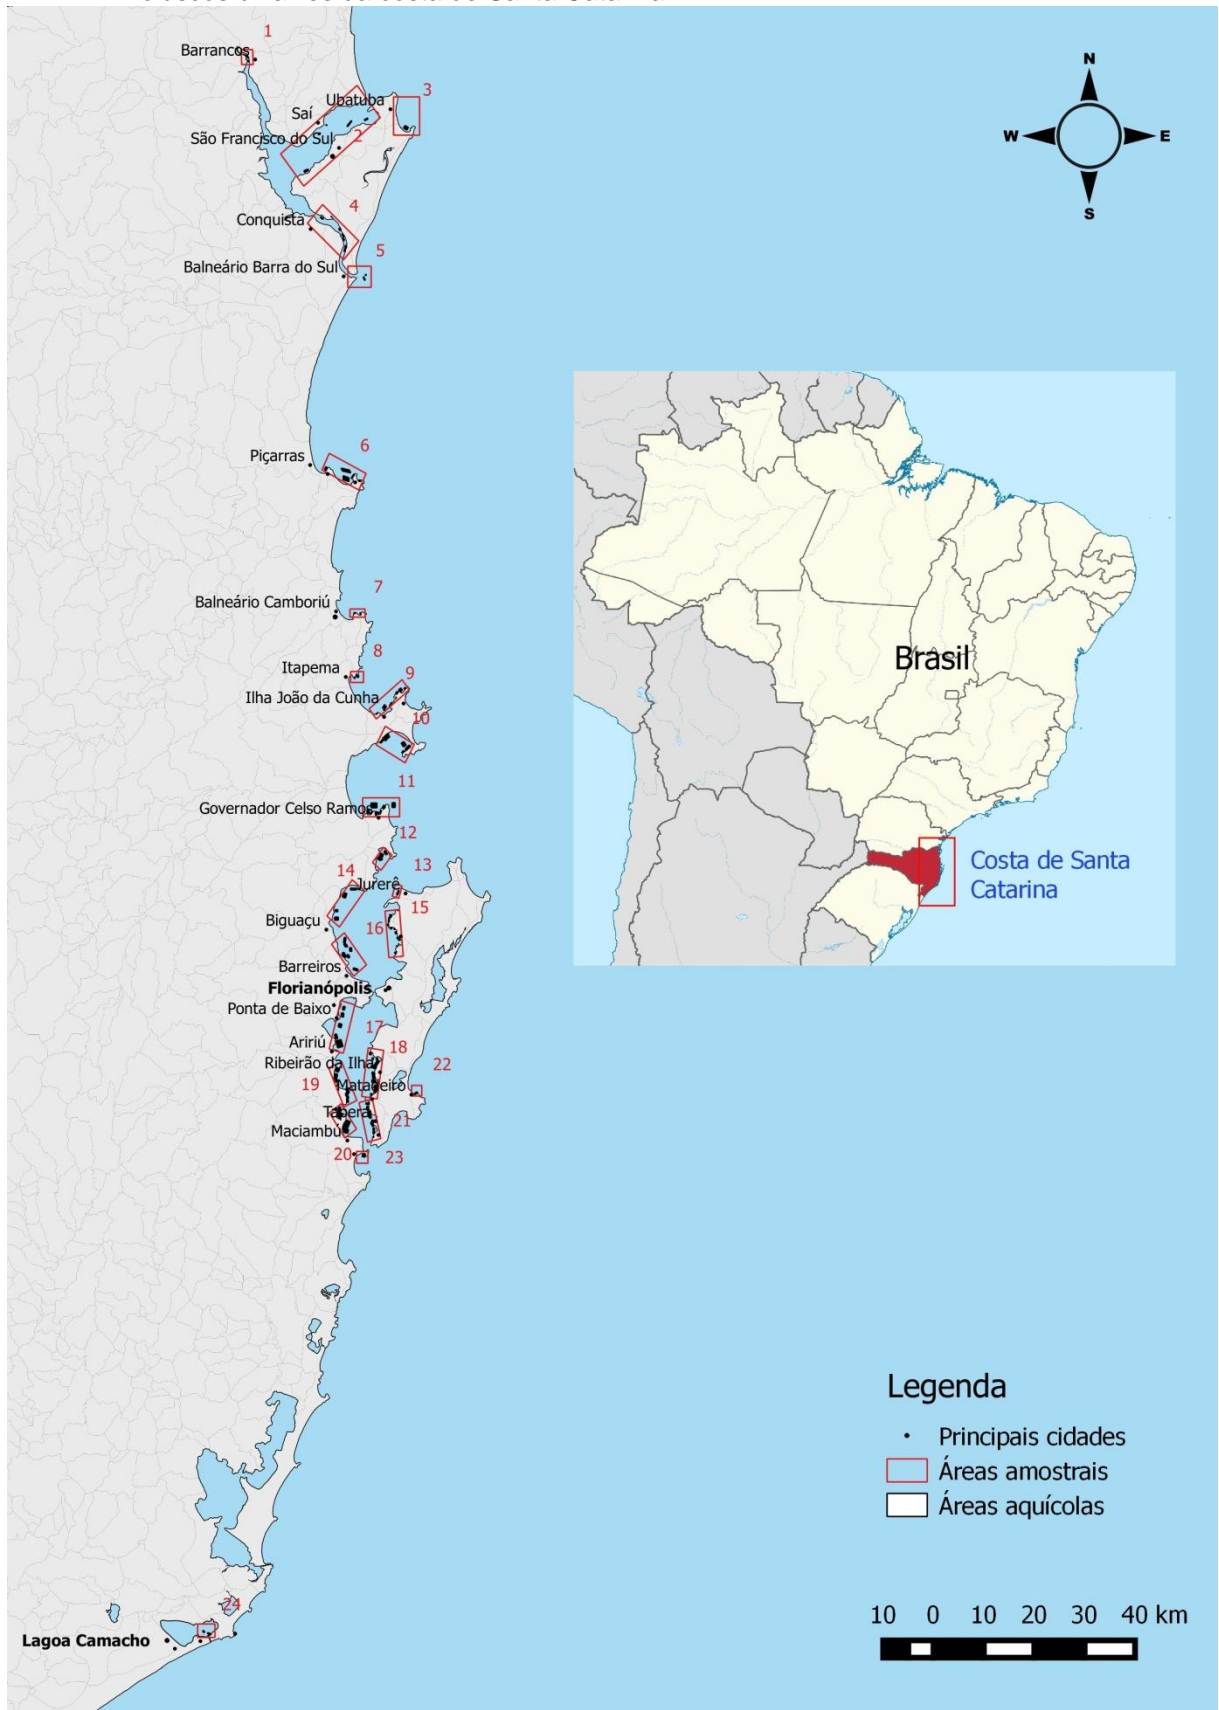 1
Barrancos
3
Ubatuba
Saí
São Francisco do Sul
2
4
Conquista
5
Balneário Barra do Sul
N
W
E
S
6
Piçarras
7
Balneário Camboriú
8
Itapema
9
Ilha João da Cunha
10
11
Governador Celso Ramos
12
13
14
Jurerê
15
Biguaçu
16
Barreiros
Florianópolis
Ponta de Baixo
17
Aririú
18
Ribeirão da Ilha
22
19
Matadeiro
Tapera
21
Maciambú
20
23
24
Lagoa Camacho
Brasil
Costa de Santa
Catarina
Legenda
Principais cidades
Áreas amostrais
Áreas aquícolas
10 0 10 20 30 40 km